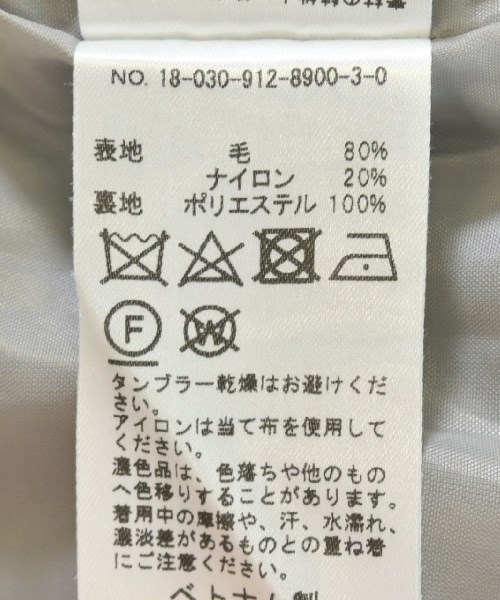 NO. 18-030-912-8900-3-0
表地 毛 80%
ナイロン 20%
裏地 ポリエステル 100%
F W
タンブラー乾燥はお避けくだ
さい。
アイロンは当て布を使用して
ください。
濃色品は、色落ちや他のもの
へ色移りすることがあります。
着用中の摩擦や、汗、水濡れ、
濃淡差があるものとの重ね着
にご注意ください。
ベトナム製